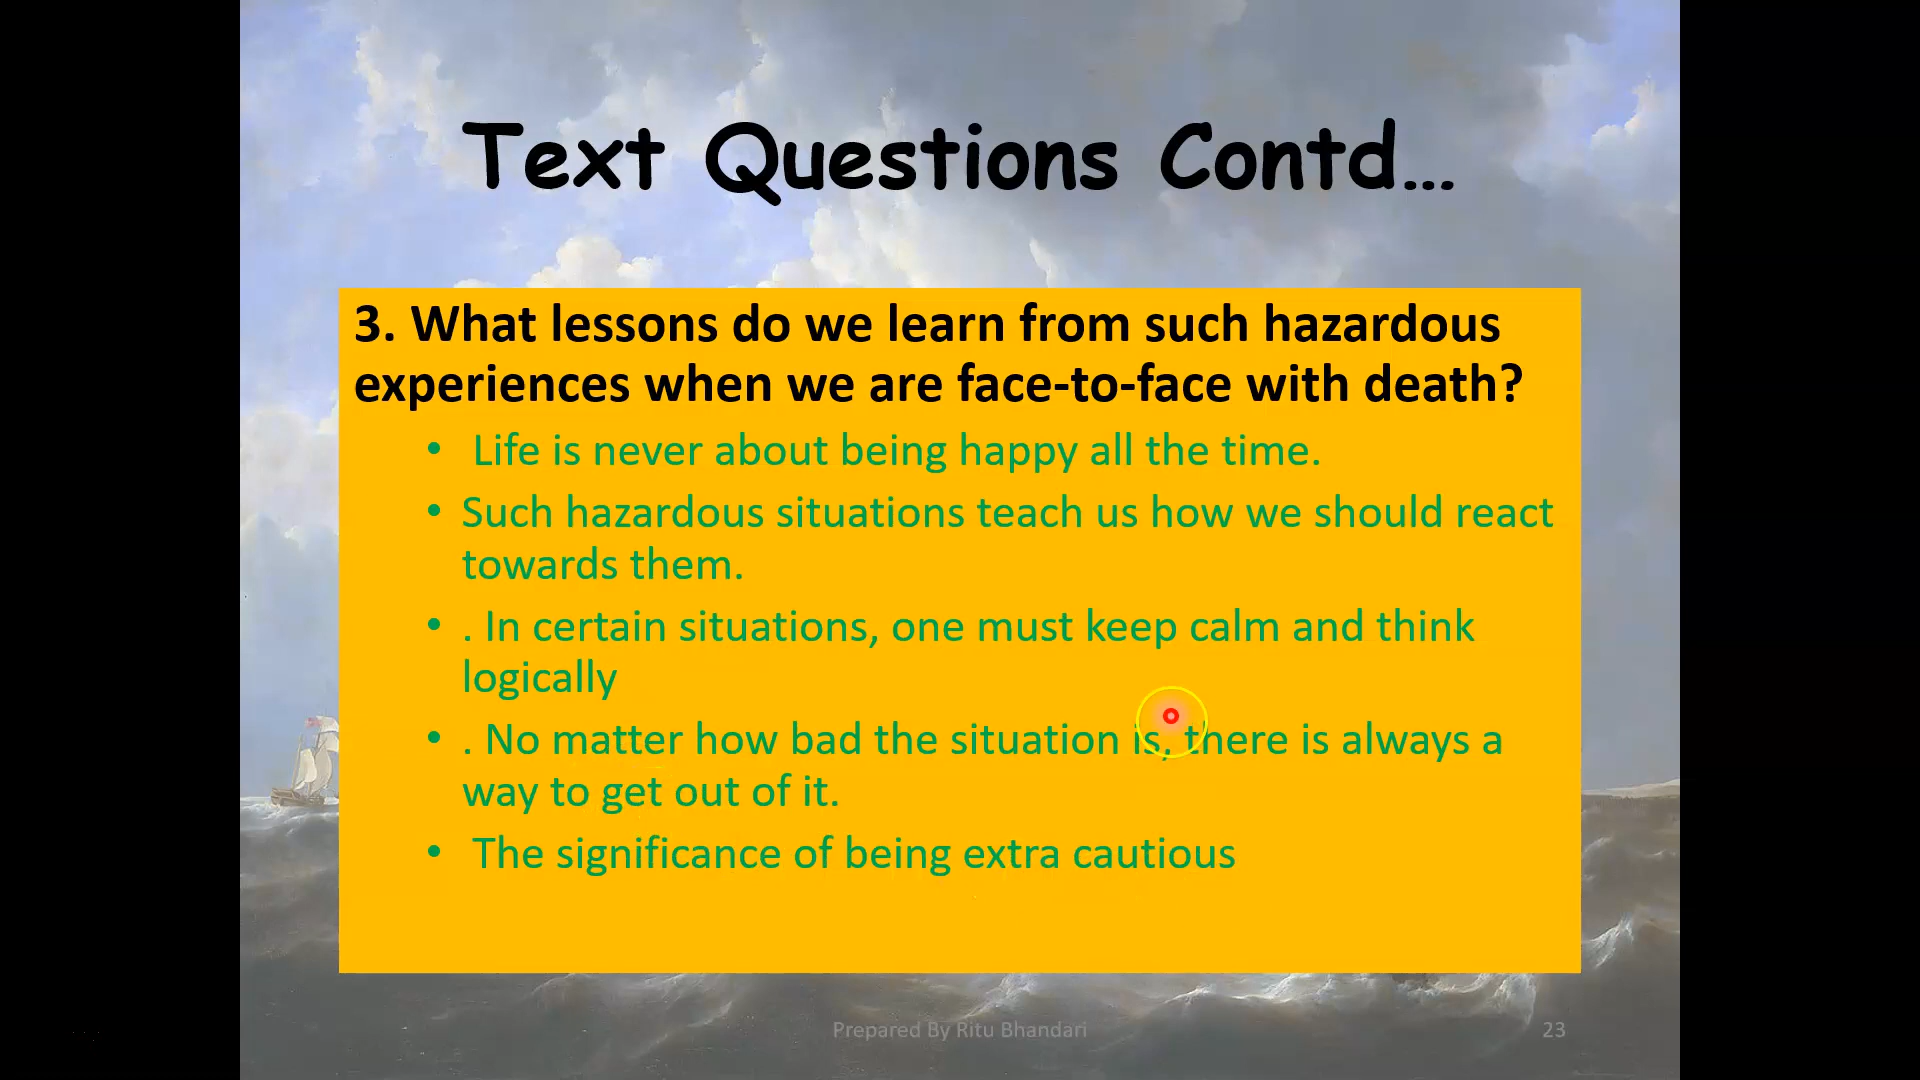 Text Questions Contd...
3. What lessons do we learn from such hazardous
experiences when we are face-to-face with death?
• Life is never about being happy all the time.
• Such hazardous situations teach us how we should react
towards them.
• . In certain situations, one must keep calm and think
logically
• . No matter how bad the situation is, there is always a
way to get out of it.
• The significance of being extra cautious
Prepared By Ritu Bhandari
23